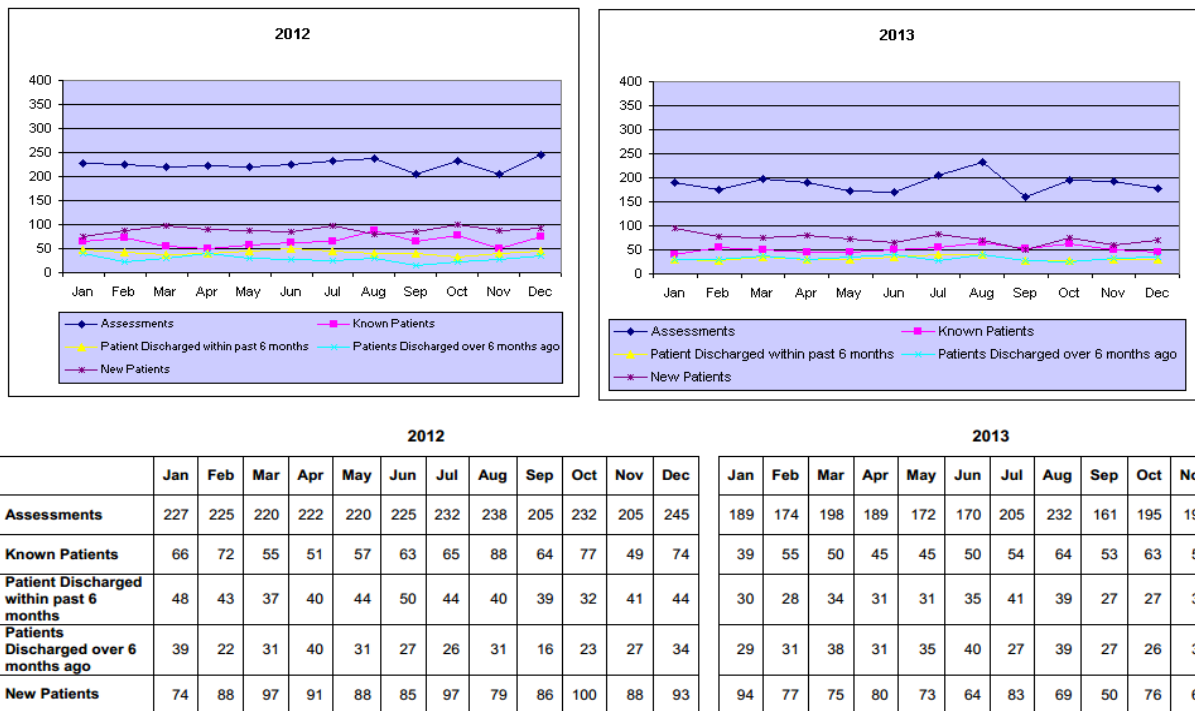 2012
400
350
300
250
200
150
100
50
0
Jan Feb Mar Apr May Jun Jul Aug Sep Oct Nov Dec
Assessments Known Patients
Patient Discharged within past 6 months Patients Discharged over 6 months ago
New Patients
2013
400
350
300
250
200
150
100
50
0
Jan Feb Mar Apr May Jun Jul Aug Sep Oct Nov Dec
Assessments Known Patients
Patient Discharged within past 6 months Patients Discharged over 6 months ago
New Patients
2012 2013
Jan Feb Mar Apr May Jun Jul Aug Sep Oct Nov Dec Jan Feb Mar Apr May Jun Jul Aug Sep Oct
Assessments 227 225 220 222 220 225 232 238 205 232 205 245 189 174 198 189 172 170 205 232 161 195
Known Patients 66 72 55 51 57 63 65 88 64 77 49 74 39 55 50 45 45 50 54 64 53 63
Patient Discharged
within past 6 48 43 37 40 44 50 44 40 39 32 41 44 30 28 34 31 31 35 41 39 27 27
months
Patients
Discharged over 6 39 22 31 40 31 27 26 31 16 23 27 34 29 31 38 31 35 40 27 39 27 26
months ago
New Patients 74 88 97 91 88 85 97 79 86 100 88 93 94 77 75 80 73 64 83 69 50 76